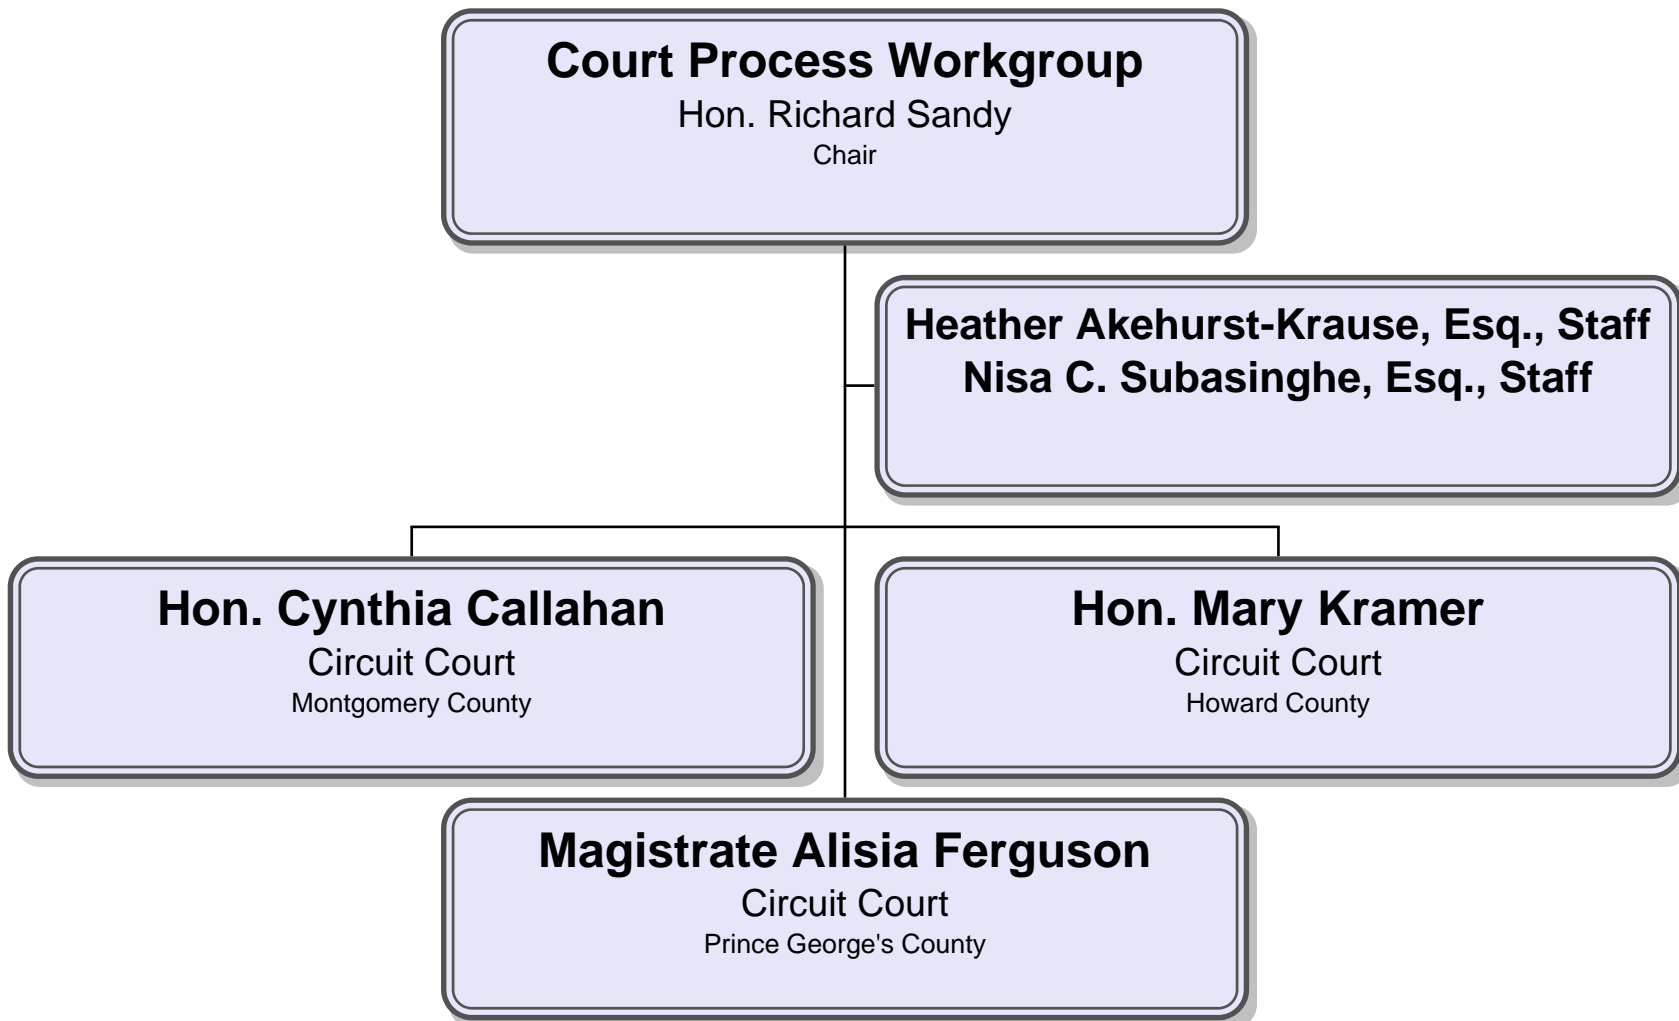 Court Process Workgroup
Hon. Richard Sandy
Chair
Heather Akehurst-Krause, Esq., Staff
Nisa C. Subasinghe, Esq., Staff
Hon. Cynthia Callahan
Circuit Court
Montgomery County
Hon. Mary Kramer
Circuit Court
Howard County
Magistrate Alisia Ferguson
Circuit Court
Prince George's County